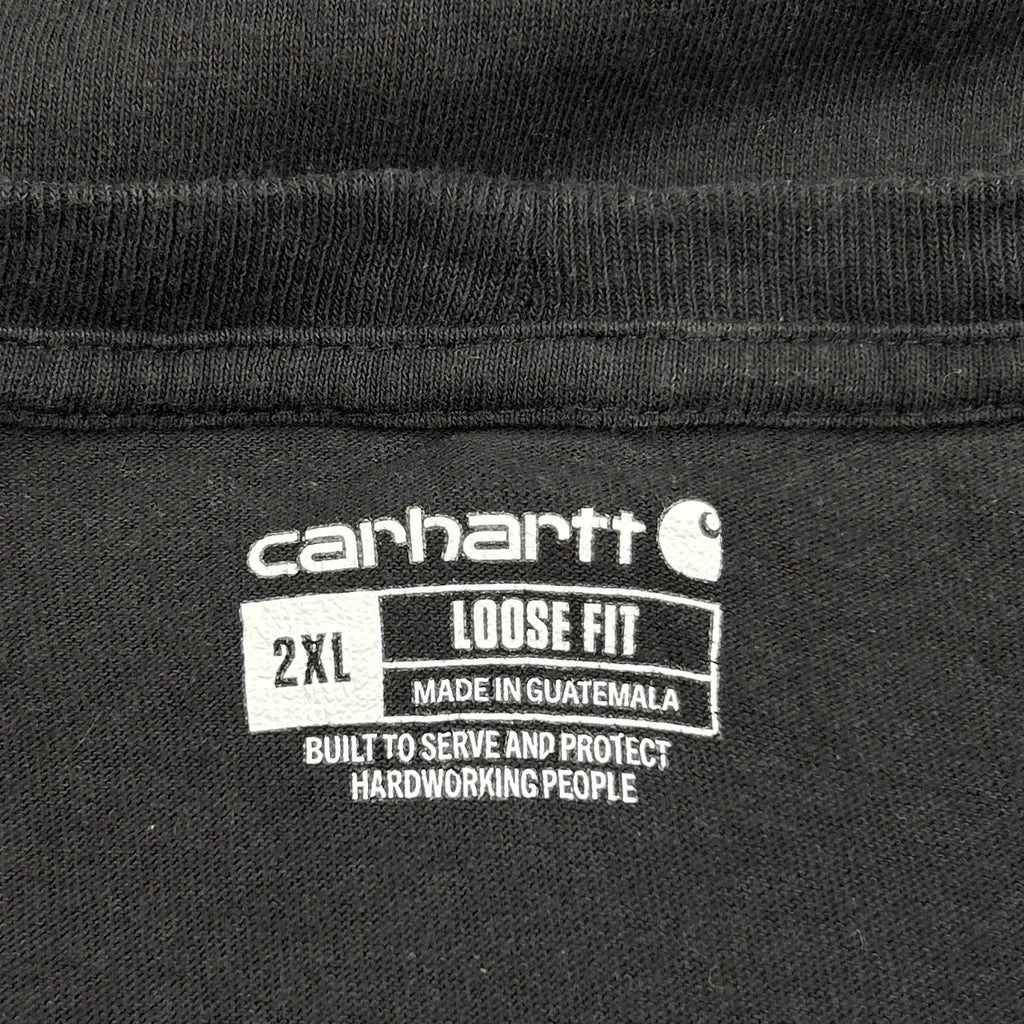 carhartt
2XL
LOOSE FIT
MADE IN GUATEMALA
BUILT TO SERVE AND PROTECT
HARDWORKING PEOPLE